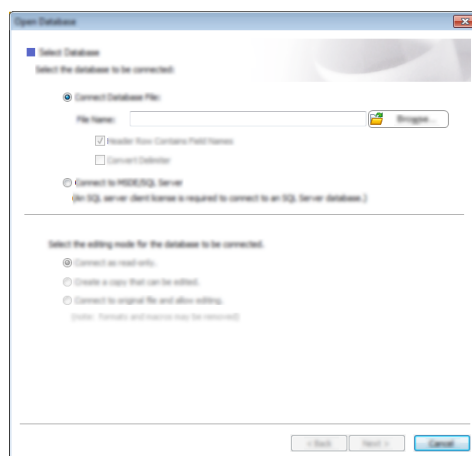 Open Database
Select Database
Select the database to be connected:
Connect Database File:
File Name:
Browse...
Header Row Contains Field Names
Convert Delimiter
Connect to MSDE/SQL Server
(An SQL server client license is required to connect to an SQL Server database.)
Select the editing mode for the database to be connected.
Connect as read-only.
Create a copy that can be edited.
Connect to original file and allow editing.
(note: formats and macros may be removed)
< Back
Next >
Cancel